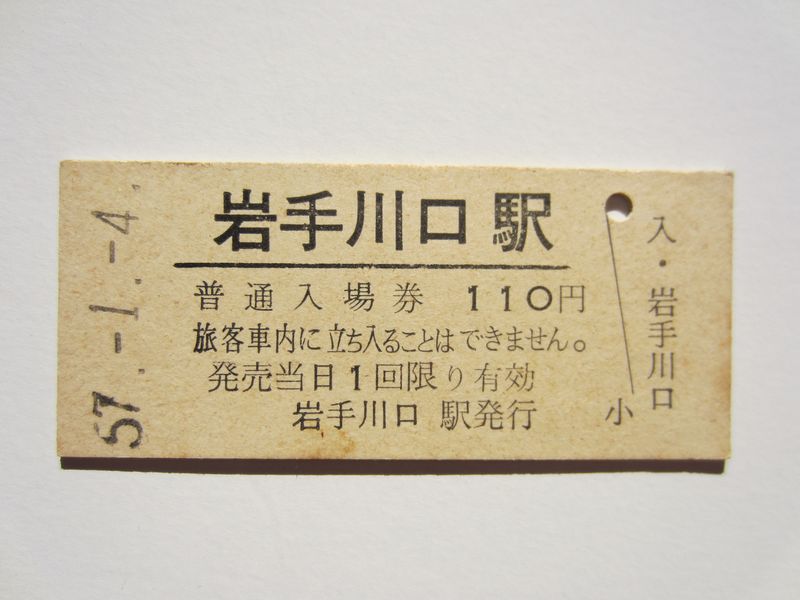 57.-1.-4.
岩手川口駅
普通入場券 110円
旅客車内に立ち入ることはできません。
発売当日1回限り有効
岩手川口 駅発行
入・岩手川口
小